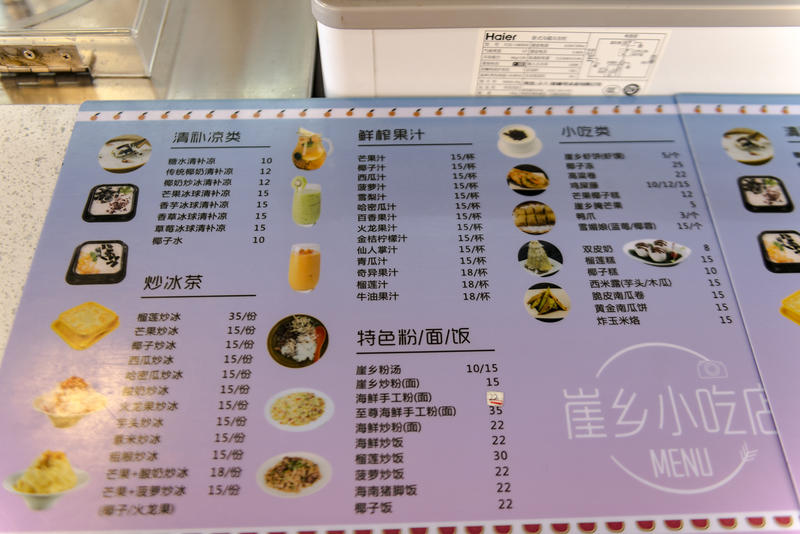 Haier
清补凉类
糖水清补凉 10
传统椰奶清补凉 12
椰奶炒冰清补凉 12
芒果冰球清补凉 15
香芋冰球清补凉 15
香草冰球清补凉 15
草莓冰球清补凉 15
椰子水 10
炒冰茶
榴莲炒冰 35/份
芒果炒冰 15/份
椰子炒冰 15/份
西瓜炒冰 15/份
哈密瓜炒冰 15/份
酸奶炒冰 15/份
火龙果炒冰 15/份
芋头炒冰 15/份
薏米炒冰 15/份
组粮炒冰 15/份
芒果+酸奶炒冰 18/份
芒果+菠萝炒冰 15/份
(椰子/火龙果)
鲜榨果汁
芒果汁 15/杯
椰子汁 15/杯
西瓜汁 15/杯
菠萝汁 15/杯
雪梨汁 15/杯
哈密瓜汁 15/杯
百香果汁 15/杯
火龙果汁 15/杯
金桔柠檬汁 15/杯
仙人掌汁 15/杯
青瓜汁 15/杯
奇异果汁 18/杯
榴莲汁 18/杯
牛油果汁 18/杯
特色粉/面/饭
崖乡粉汤 10/15
崖乡炒粉(面) 15
海鲜手工粉(面) 22
至尊海鲜手工粉(面) 35
海鲜炒粉(面) 22
海鲜炒饭 22
榴莲炒饭 30
菠萝炒饭 22
海南猪脚饭 22
椰子饭 22
小吃类
崖乡虾饼(虾馍) 5/个
椰子冻 25
高粱卷 22
鸡屎藤 10/12/15
芒果椰子糕 12
崖乡腌芒果 5
鸭爪 3/个
雪媚娘(蓝莓/椰蓉) 15/个
双皮奶 8
榴莲糕 15
椰子糕 10
西米露(芋头/木瓜) 15
脆皮南瓜卷 15
黄金南瓜饼 15
炸玉米烙 15
崖乡小吃店
MENU